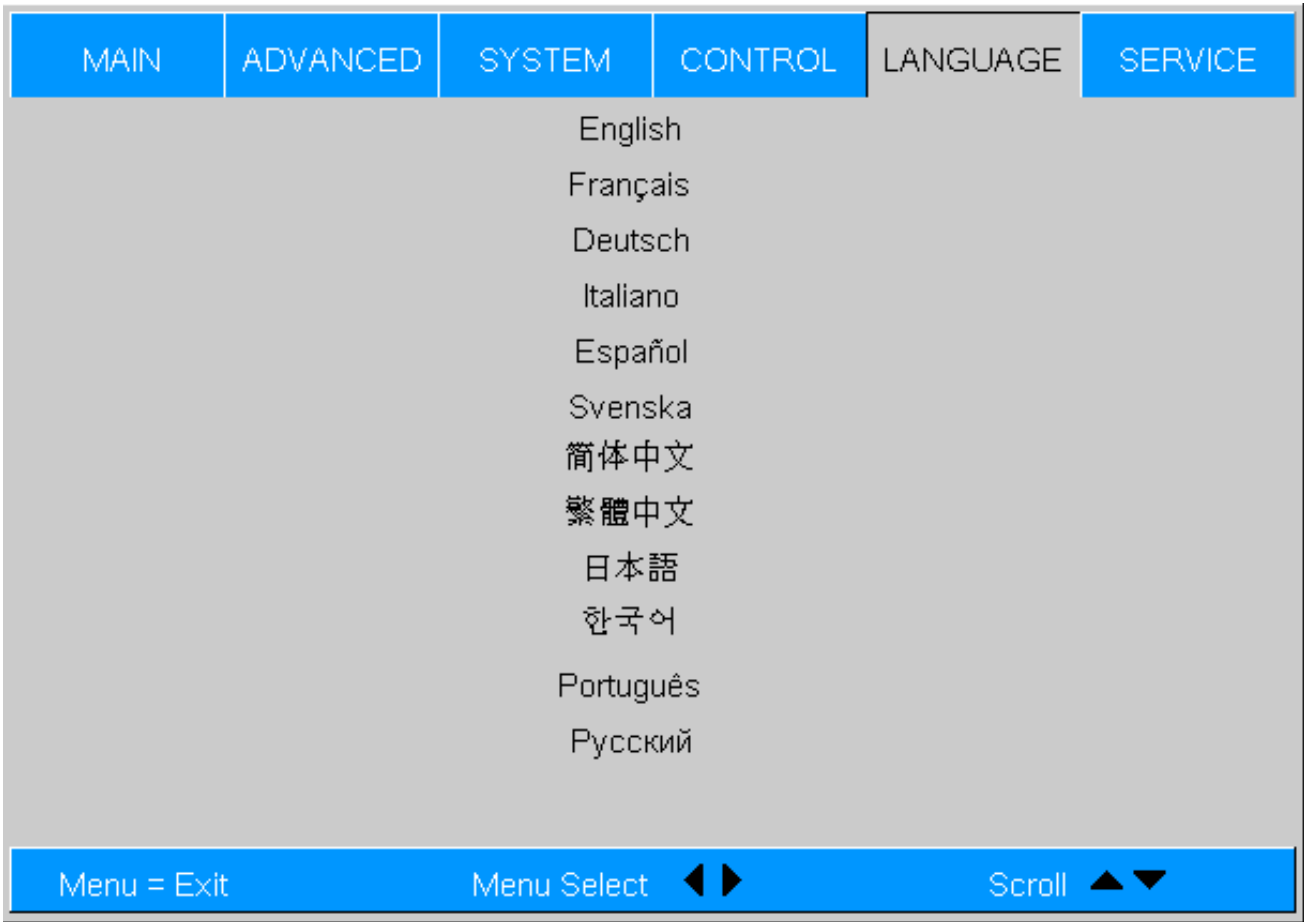 MAIN ADVANCED SYSTEM CONTROL LANGUAGE SERVICE
English
Français
Deutsch
Italiano
Español
Svenska
简体中文
繁體中文
日本語
한국어
Português
Русский
Menu = Exit Menu Select ◀ ▶ Scroll ▲ ▼